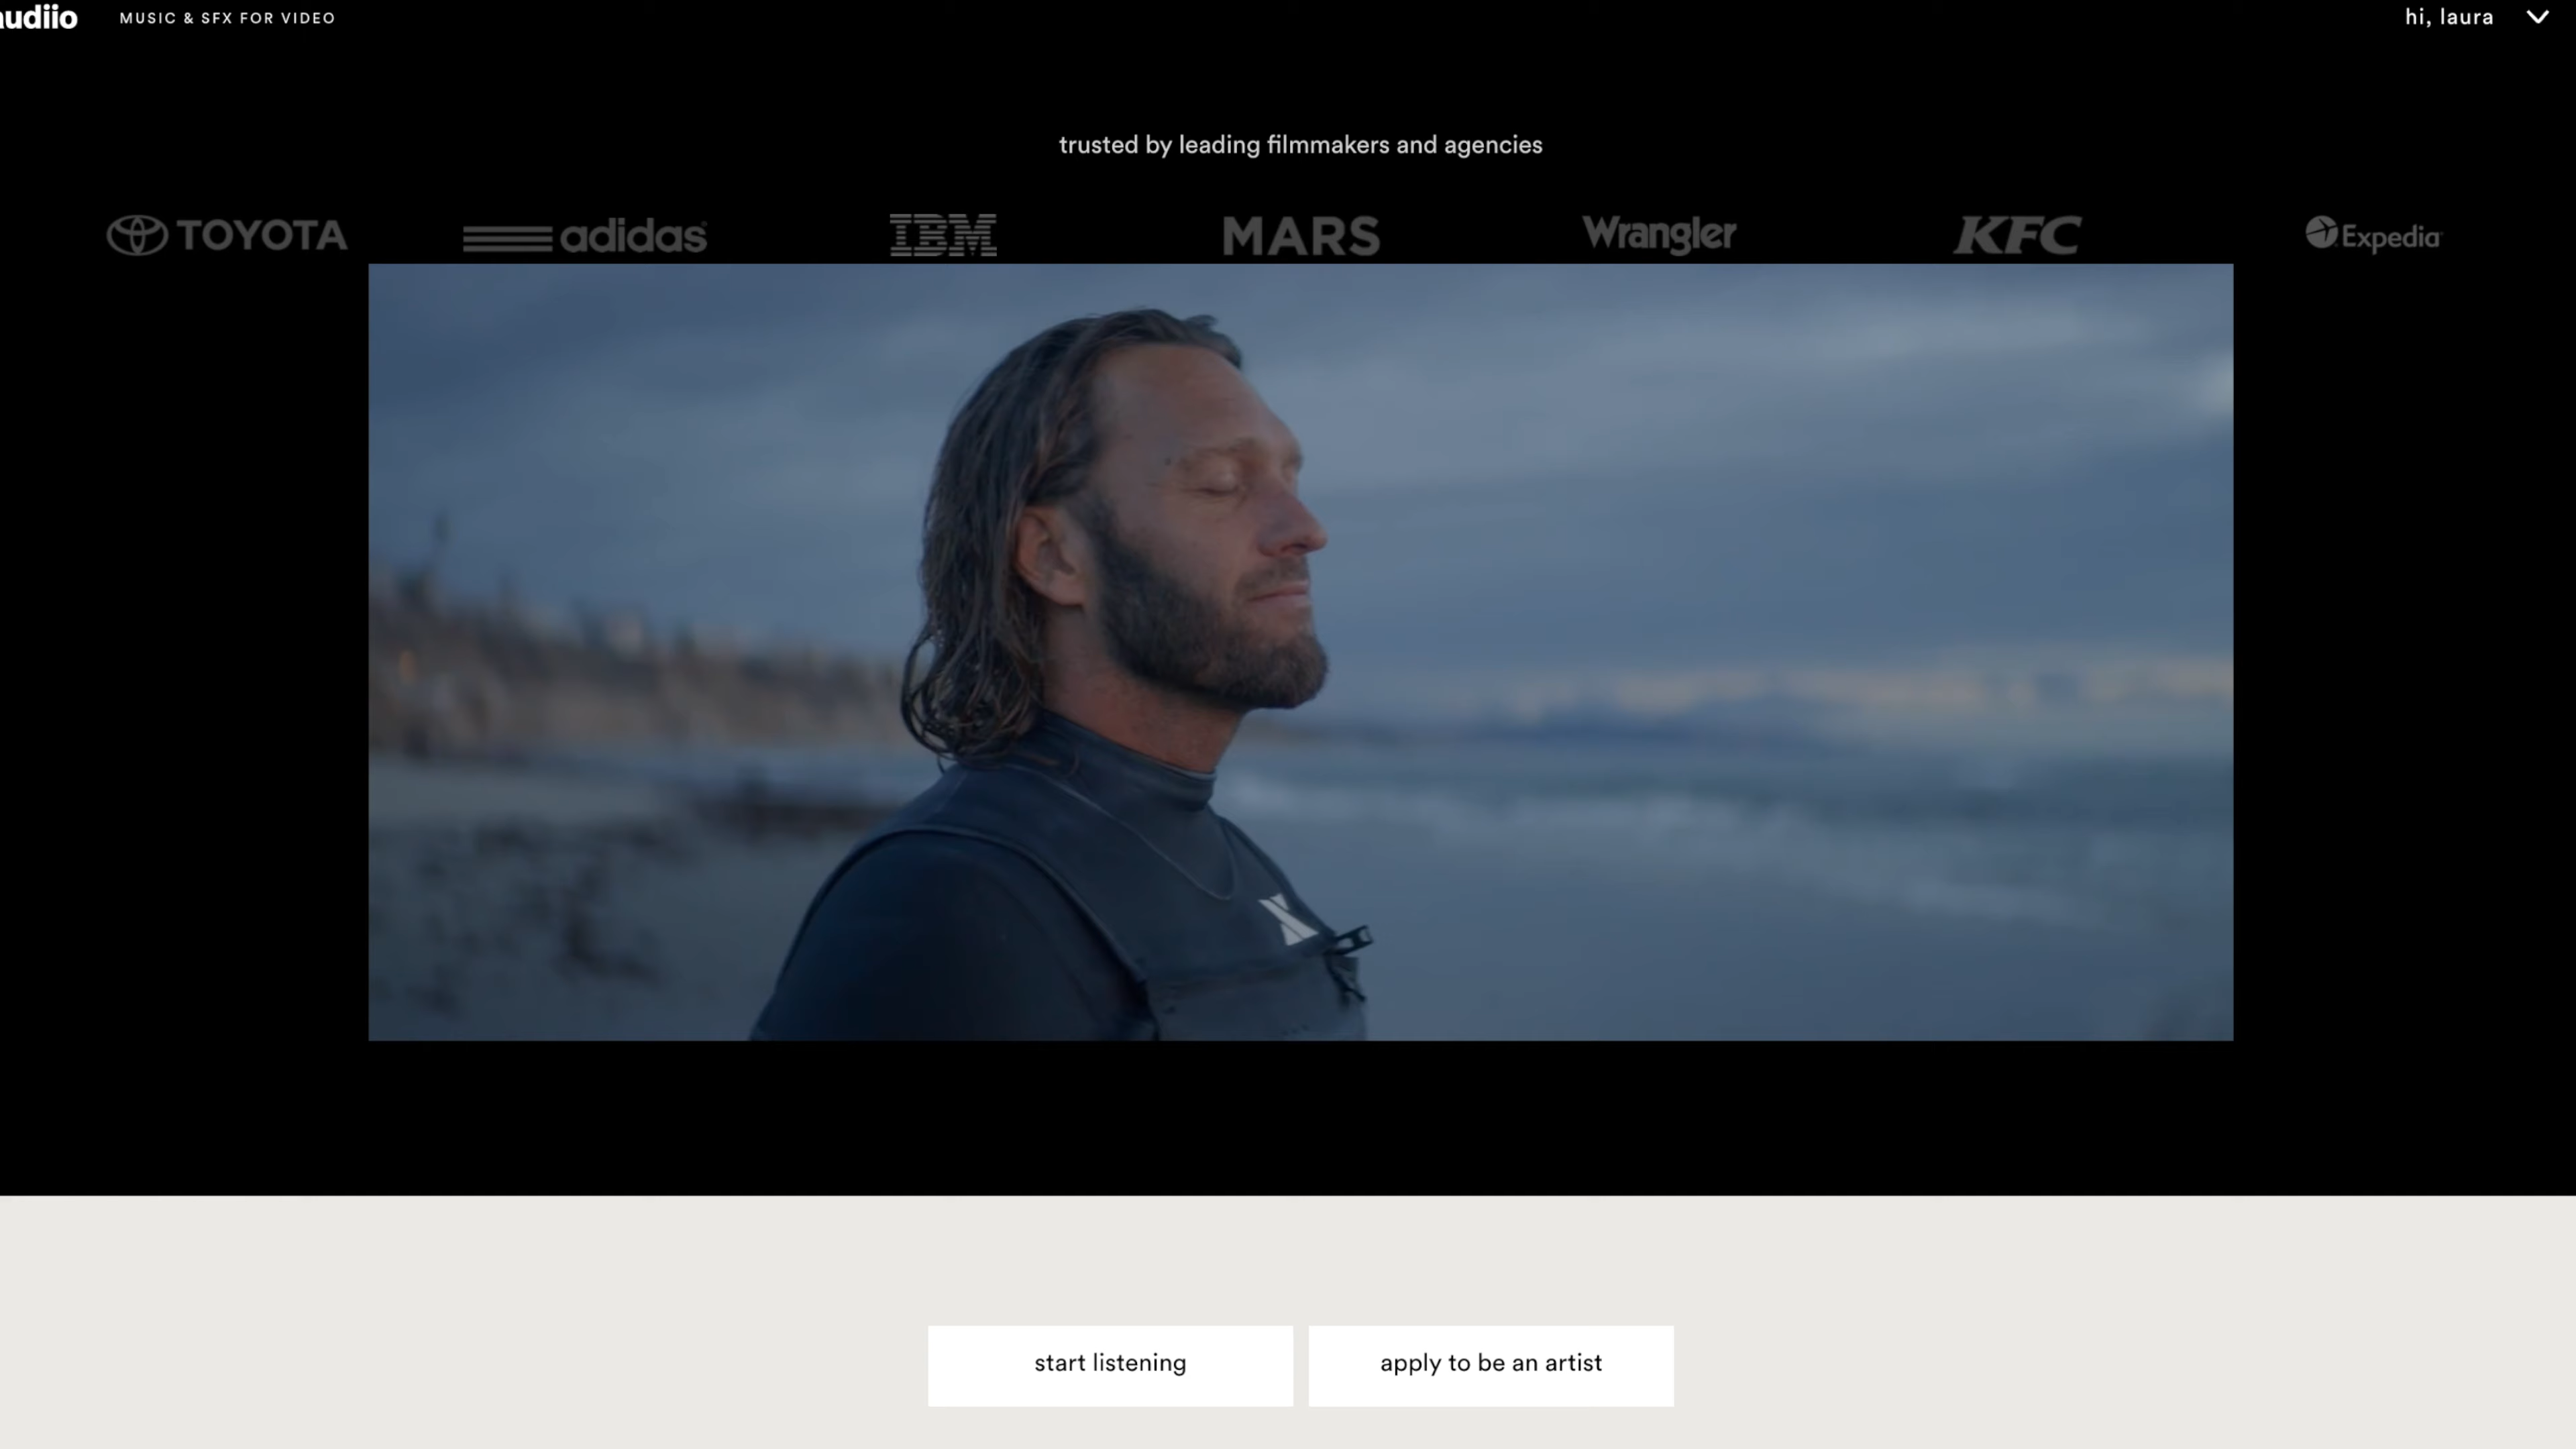 audiio
MUSIC & SFX FOR VIDEO
hi, laura
trusted by leading filmmakers and agencies
TOYOTA
adidas
IBM
MARS
Wrangler
KFC
Expedia
start listening
apply to be an artist